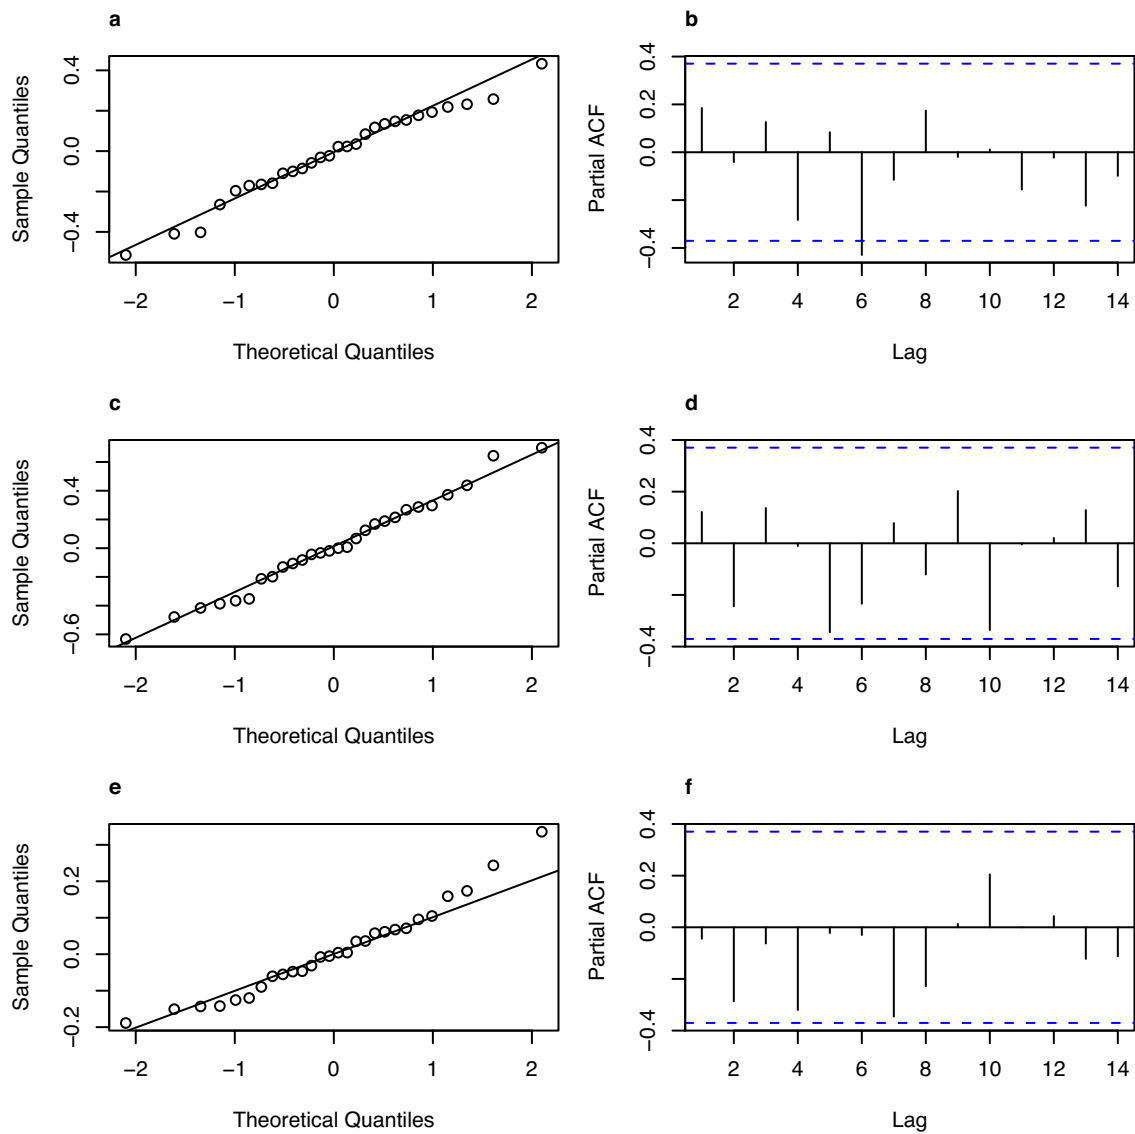 a
0.4
0.0
−0.4
Sample Quantiles
−2 −1 0 1 2
Theoretical Quantiles
b
0.4
0.2
0.0
−0.4
Partial ACF
2 4 6 8 10 12 14
Lag
c
0.4
0.0
−0.6
Sample Quantiles
−2 −1 0 1 2
Theoretical Quantiles
d
0.4
0.2
0.0
−0.4
Partial ACF
2 4 6 8 10 12 14
Lag
e
0.2
0.0
−0.2
Sample Quantiles
−2 −1 0 1 2
Theoretical Quantiles
f
0.4
0.2
0.0
−0.4
Partial ACF
2 4 6 8 10 12 14
Lag